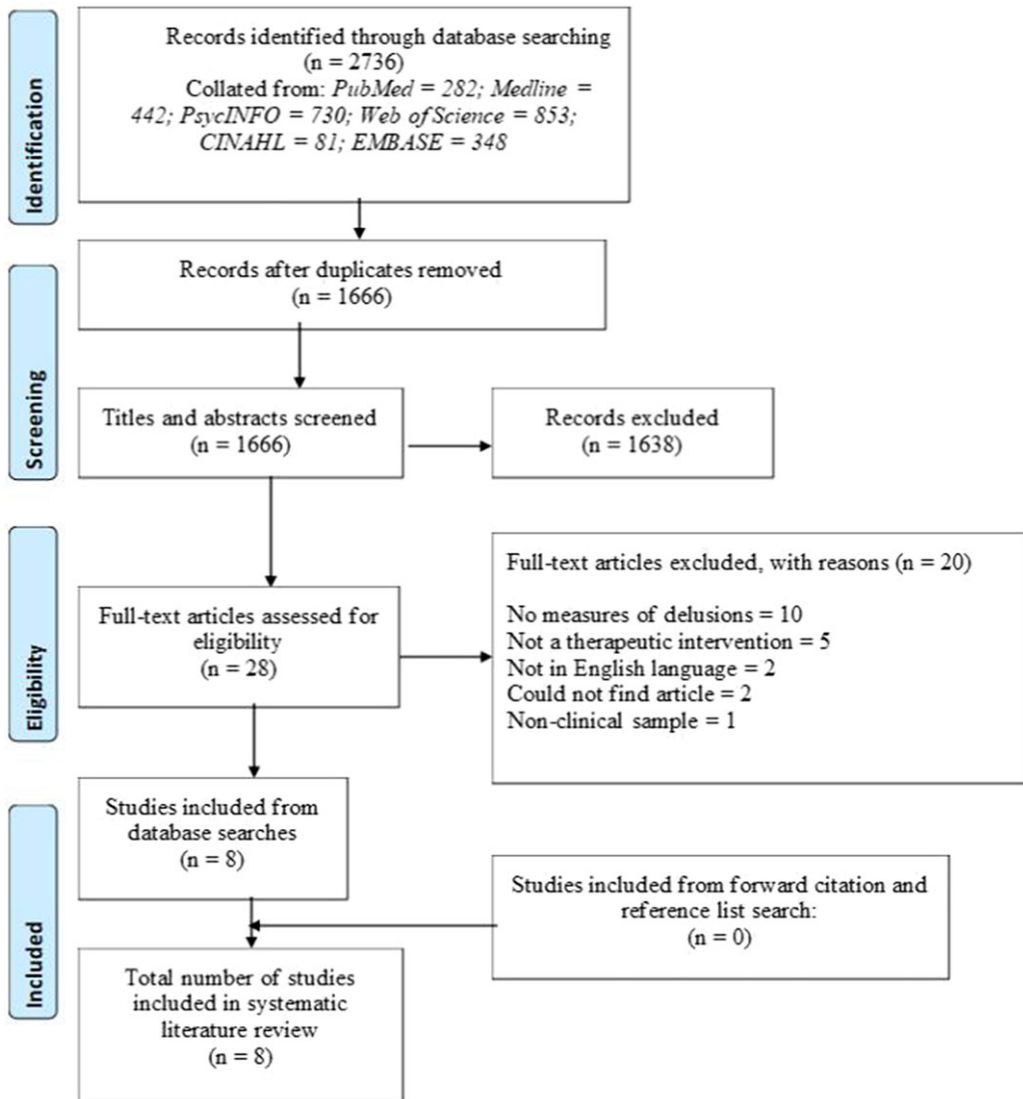 Identification
Records identified through database searching
(n = 2736)
Collated from: PubMed = 282; Medline =
442; PsycINFO = 730; Web of Science = 853;
CINAHL = 81; EMBASE = 348
Screening
Records after duplicates removed
(n = 1666)
Titles and abstracts screened
(n = 1666)
Records excluded
(n = 1638)
Eligibility
Full-text articles assessed for
eligibility
(n = 28)
Full-text articles excluded, with reasons (n = 20)
No measures of delusions = 10
Not a therapeutic intervention = 5
Not in English language = 2
Could not find article = 2
Non-clinical sample = 1
Included
Studies included from
database searches
(n = 8)
Studies included from forward citation and
reference list search:
(n = 0)
Total number of studies
included in systematic
literature review
(n = 8)